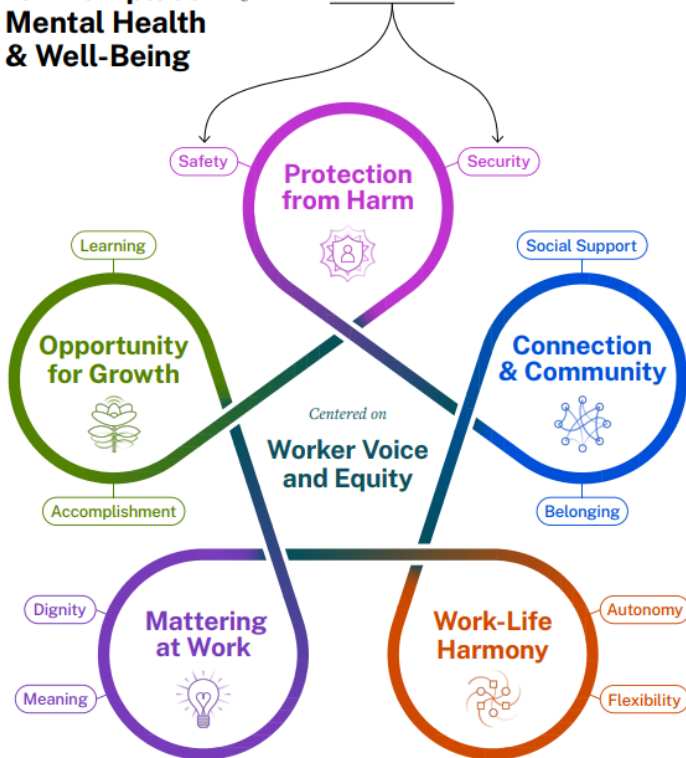 Mental Health
& Well-Being
Safety
Security
Protection
from Harm
Learning
Social Support
Opportunity
for Growth
Connection
& Community
Centered on
Worker Voice
and Equity
Accomplishment
Belonging
Dignity
Autonomy
Mattering
at Work
Work-Life
Harmony
Meaning
Flexibility